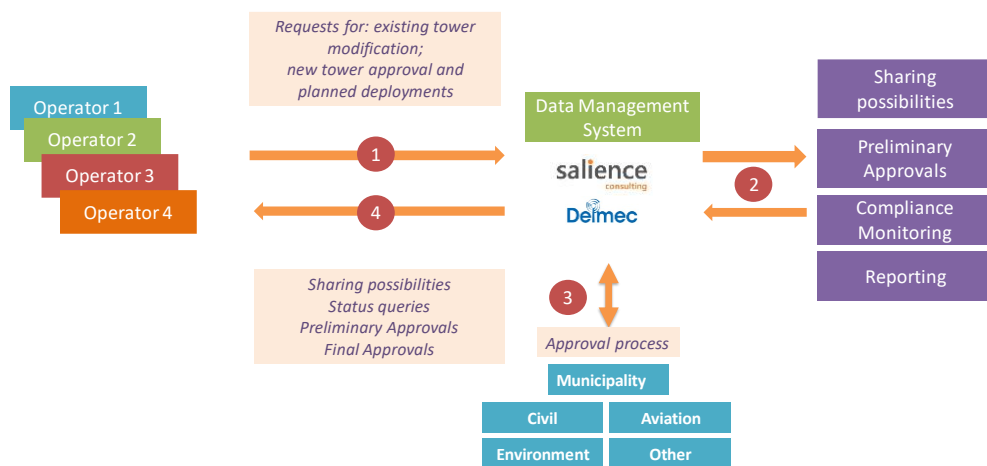 Requests for: existing tower
modification;
new tower approval and
planned deployments
Operator 1
Operator 2
Operator 3
Operator 4
1
4
Sharing possibilities
Status queries
Preliminary Approvals
Final Approvals
Data Management
System
salience
consulting
Delmec
2
Sharing
possibilities
Preliminary
Approvals
Compliance
Monitoring
Reporting
3
Approval process
Municipality
Civil
Aviation
Environment
Other